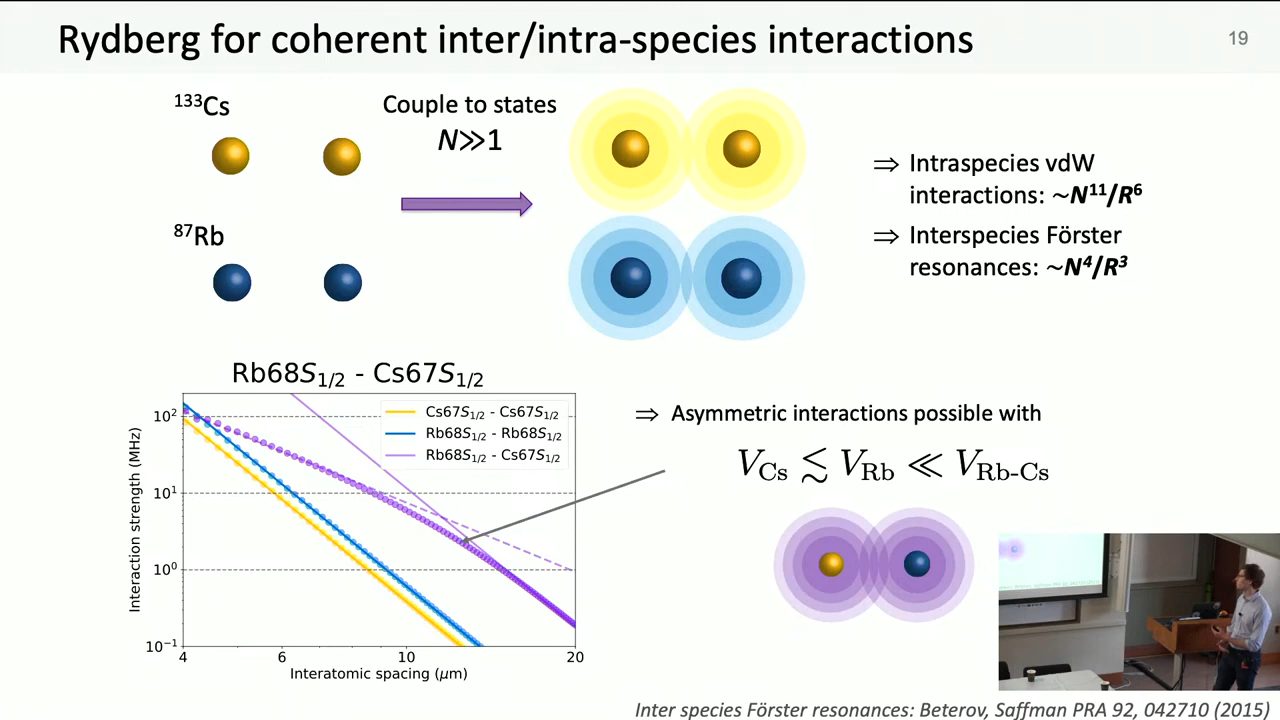 Rydberg for coherent inter/intra-species interactions
19
¹³³Cs
Couple to states
N≫1
⇒ Intraspecies vdW
interactions: ~N¹¹/R⁶
⁸⁷Rb
⇒ Interspecies Förster
resonances: ~N⁴/R³
Rb68S₁/₂ - Cs67S₁/₂
Cs67S₁/₂ - Cs67S₁/₂
Rb68S₁/₂ - Rb68S₁/₂
Rb68S₁/₂ - Cs67S₁/₂
Interaction strength (MHz)
10²
10¹
10⁰
10⁻¹
4 6 10 20
Interatomic spacing (μm)
⇒ Asymmetric interactions possible with
V_Cs ≲ V_Rb ≪ V_Rb-Cs
Inter species Förster resonances: Beterov, Saffman PRA 92, 042710 (2015)